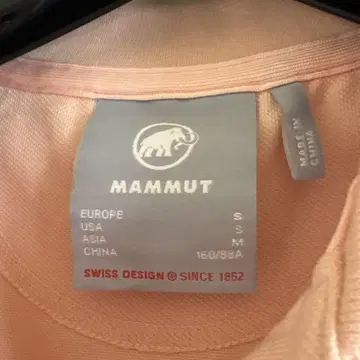 MAMMUT
EUROPE S
USA S
ASIA M
CHINA 160/88A
SWISS DESIGN SINCE 1862
MADE IN
CHINA